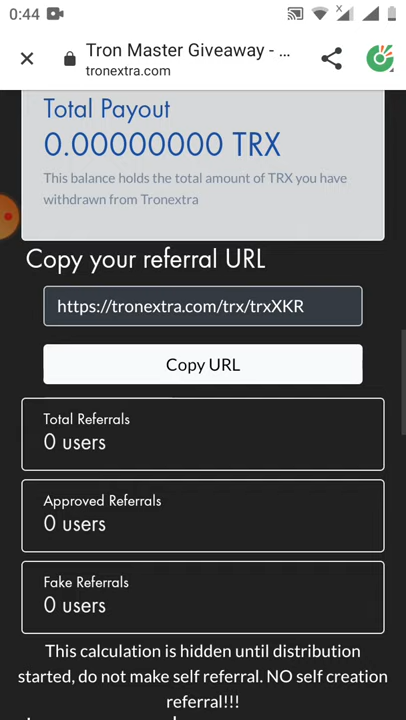 0:44
Tron Master Giveaway - ...
tronextra.com
Total Payout
0.00000000 TRX
This balance holds the total amount of TRX you have
withdrawn from Tronextra
Copy your referral URL
https://tronextra.com/trx/trxXKR
Copy URL
Total Referrals
0 users
Approved Referrals
0 users
Fake Referrals
0 users
This calculation is hidden until distribution
started, do not make self referral. NO self creation
referral!!!